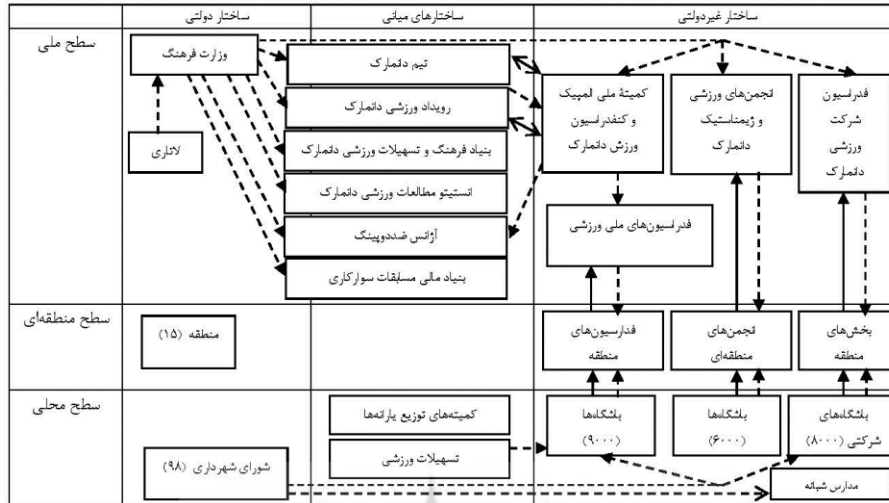 ساختار غیردولتی
ساختارهای میانی
ساختار دولتی
سطح ملی
وزارت فرهنگ
لاتاری
تیم دانمارک
رویداد ورزشی دانمارک
بنیاد فرهنگ و تسهیلات ورزشی دانمارک
انستیتو مطالعات ورزشی دانمارک
آژانس ضددوپینگ
بنیاد مالی مسابقات سوارکاری
کمیتهٔ ملی المپیک
و کنفدراسیون
ورزش دانمارک
انجمن‌های ورزشی
و ژیمناستیک
دانمارک
فدراسیون
شرکت
ورزشی
دانمارک
فدراسیون‌های ملی ورزشی
سطح منطقه‌ای
منطقه (۱۵)
فدارسیون‌های
منطقه
انجمن‌های
منطقه‌ای
بخش‌های
منطقه
سطح محلی
شورای شهرداری (۹۸)
کمیته‌های توزیع یارانه‌ها
تسهیلات ورزشی
باشگاه‌ها
(۹۰۰۰)
باشگاه‌ها
(۶۰۰۰)
باشگاه‌های
شرکتی (۸۰۰۰)
مدارس شبانه